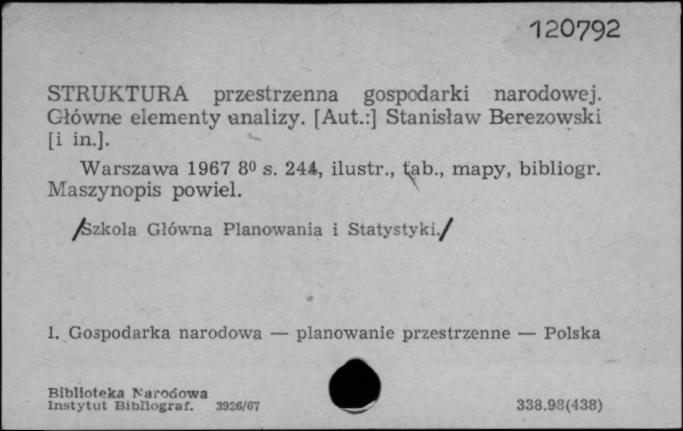 120792
STRUKTURA przestrzenna gospodarki narodowej.
Główne elementy analizy. [Aut.:] Stanisław Berezowski
[i in.].
Warszawa 1967 8⁰ s. 244, ilustr., tab., mapy, bibliogr.
Maszynopis powiel.
/Szkoła Główna Planowania i Statystyki./
1. Gospodarka narodowa — planowanie przestrzenne — Polska
Biblioteka Narodowa
Instytut Bibliograf. 3926/67 338.98(438)